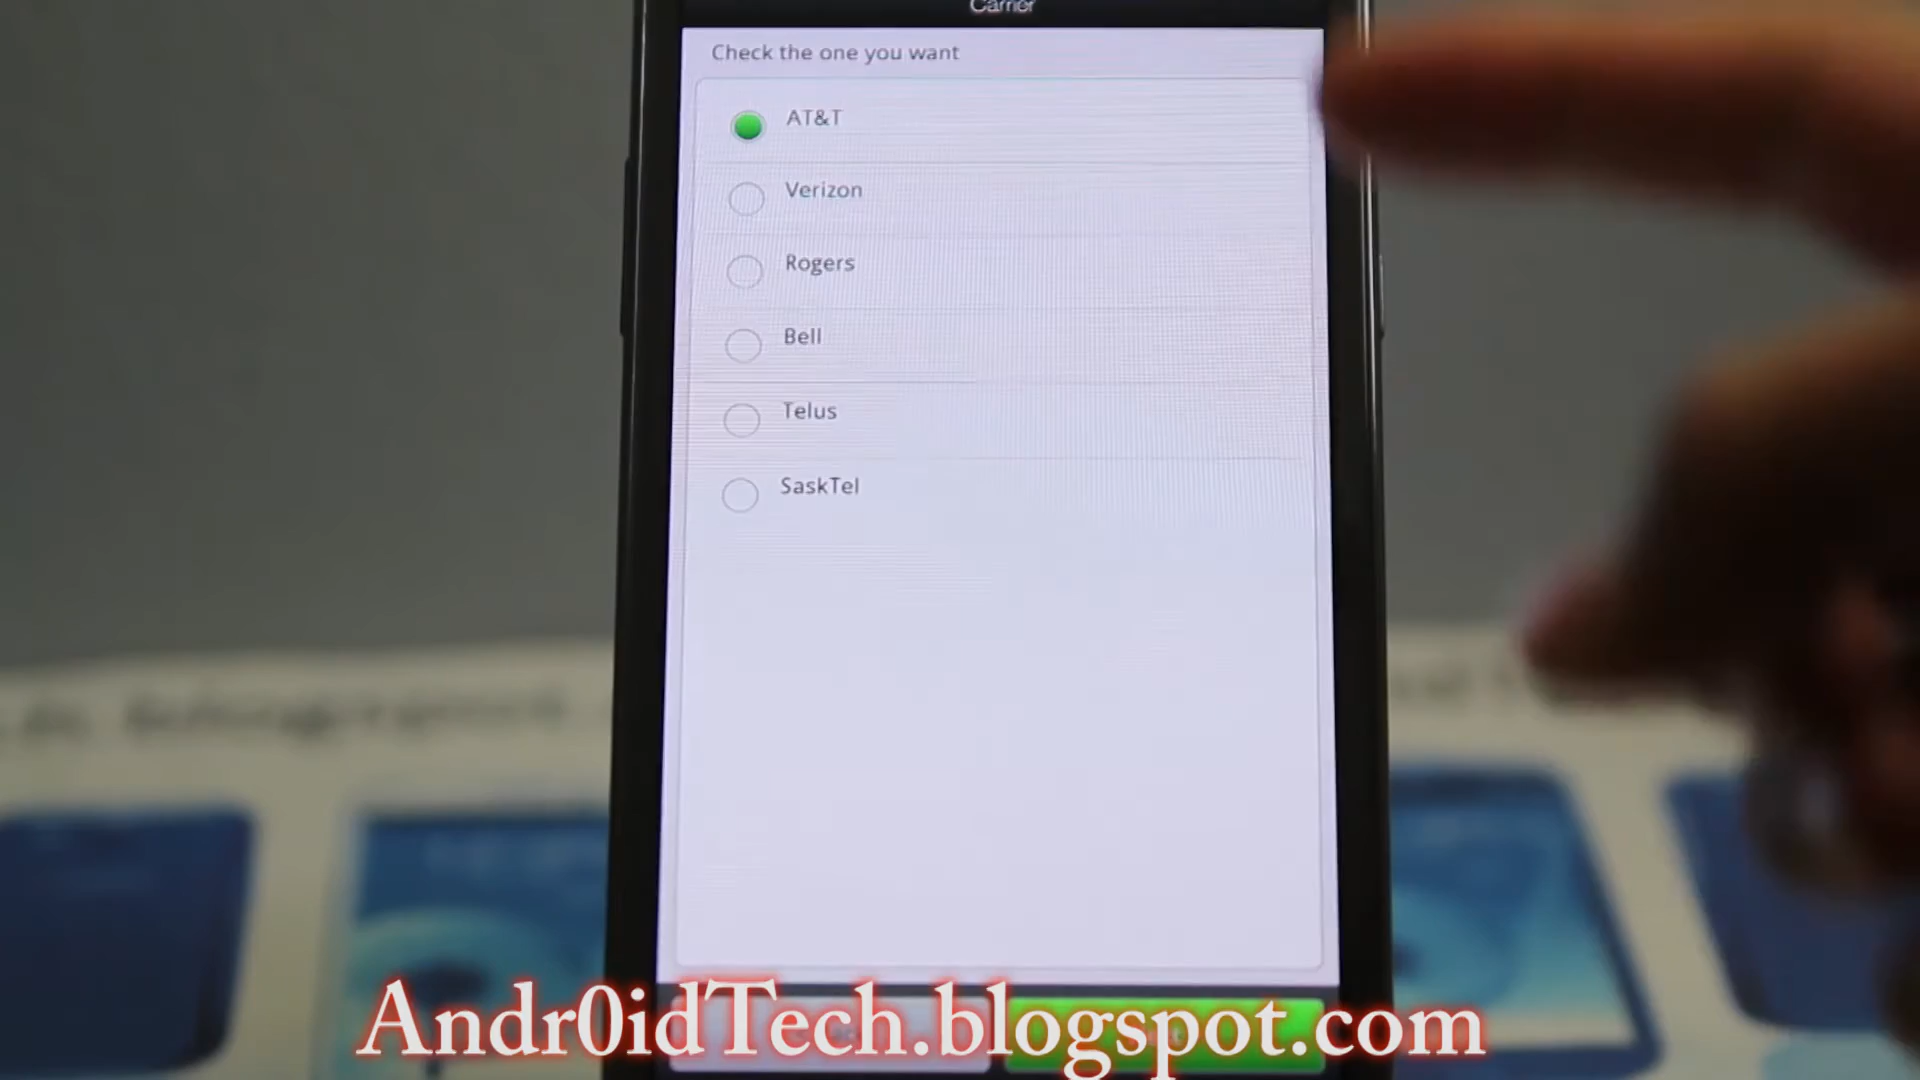 Carrier
Check the one you want
AT&T
Verizon
Rogers
Bell
Telus
SaskTel
Andr0idTech.blogspot.com